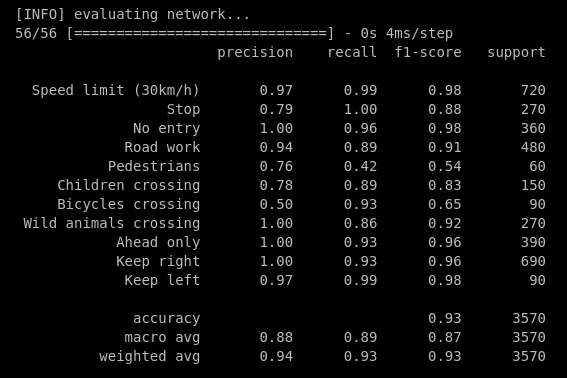 [INFO] evaluating network...
56/56 [==============================] - 0s 4ms/step
precision recall f1-score support
Speed limit (30km/h) 0.97 0.99 0.98 720
Stop 0.79 1.00 0.88 270
No entry 1.00 0.96 0.98 360
Road work 0.94 0.89 0.91 480
Pedestrians 0.76 0.42 0.54 60
Children crossing 0.78 0.89 0.83 150
Bicycles crossing 0.50 0.93 0.65 90
Wild animals crossing 1.00 0.86 0.92 270
Ahead only 1.00 0.93 0.96 390
Keep right 1.00 0.93 0.96 690
Keep left 0.97 0.99 0.98 90
accuracy 0.93 3570
macro avg 0.88 0.89 0.87 3570
weighted avg 0.94 0.93 0.93 3570